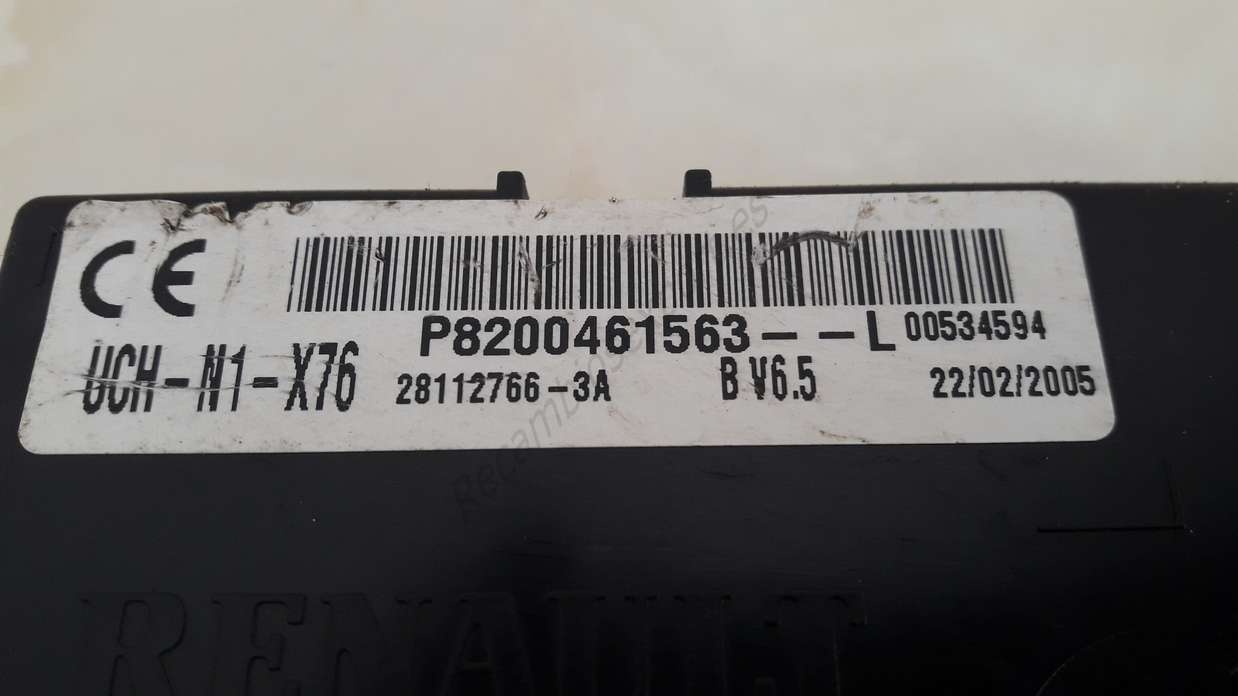 CE
P8200461563--L 00534594
UCH-N1-X76 28112766-3A B V6.5 22/02/2005
RENAULT